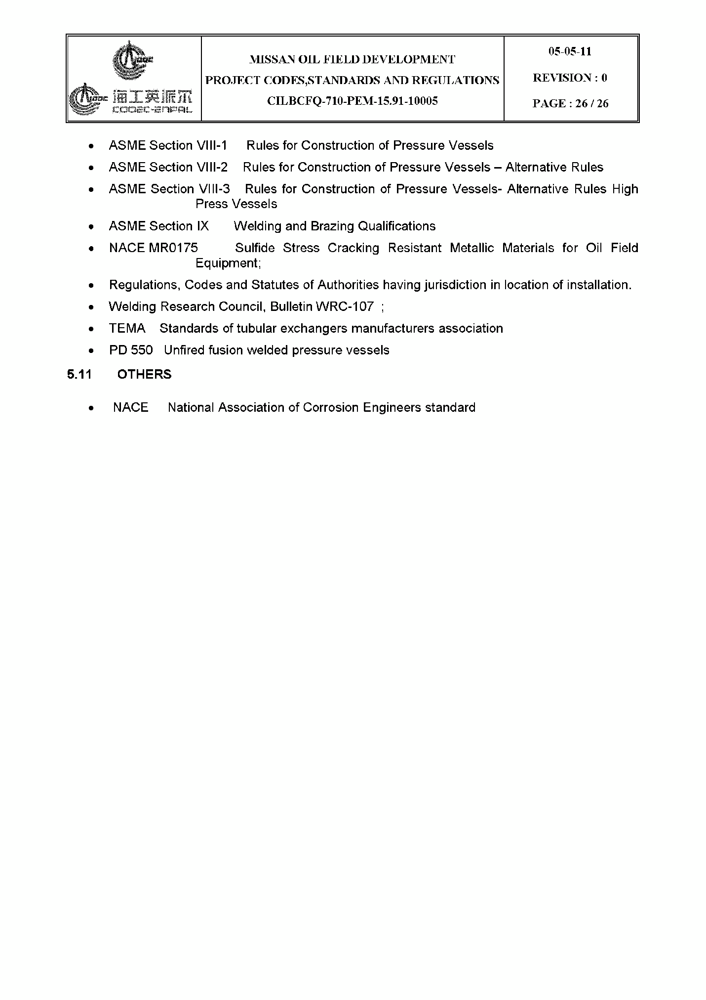 MISSAN OIL FIELD DEVELOPMENT
PROJECT CODES,STANDARDS AND REGULATIONS
CILBCFQ-710-PEM-15.91-10005
05-05-11
REVISION : 0
PAGE : 26 / 26
海工英派尔
COOEC-ENPAL
• ASME Section VIII-1 Rules for Construction of Pressure Vessels
• ASME Section VIII-2 Rules for Construction of Pressure Vessels – Alternative Rules
• ASME Section VIII-3 Rules for Construction of Pressure Vessels- Alternative Rules High
Press Vessels
• ASME Section IX Welding and Brazing Qualifications
• NACE MR0175 Sulfide Stress Cracking Resistant Metallic Materials for Oil Field
Equipment;
• Regulations, Codes and Statutes of Authorities having jurisdiction in location of installation.
• Welding Research Council, Bulletin WRC-107 ;
• TEMA Standards of tubular exchangers manufacturers association
• PD 550 Unfired fusion welded pressure vessels
5.11 OTHERS
• NACE National Association of Corrosion Engineers standard